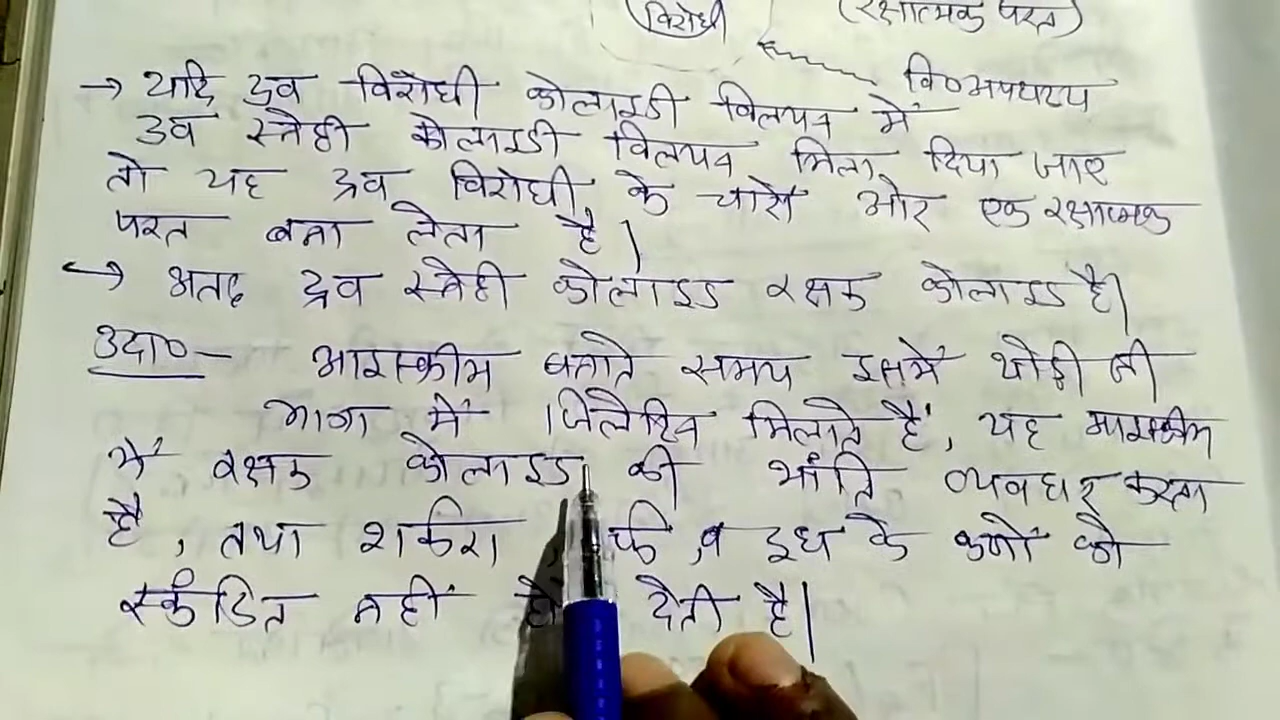 विरोधी (रक्षात्मक परत)
→ यदि द्रव विरोधी कोलाइडी विलयन में
द्रव स्नेही कोलाइडी विलयन मिला दिया जाए
तो यह द्रव विरोधी, के चारों ओर एक रक्षात्मक
परत बना लेता है।
→ अतः द्रव स्नेही कोलाइड रक्षक कोलाइड है।
उदा०— आइस्क्रीम बनाते समय इसमें थोड़ी सी
मात्रा में जिलेटिन मिलाते हैं, यह आइस्क्रीम
में रक्षक कोलाइड की भांति व्यवहार करता
है, तथा शर्करा, व दूध के कणों को
स्कंदित नहीं देती है।